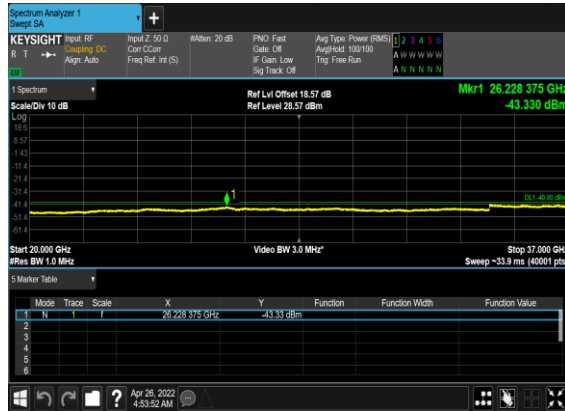 Spectrum Analyzer 1
Swept SA
+
KEYSIGHT Input: RF Input Z: 50 Ω #Atten: 20 dB PNO: Fast Avg Type: Power (RMS) 1 2 3 4 5 6
R T Coupling: DC Corr CCorr Gate: Off Avg|Hold: 100/100 A W W W W W
Align: Auto Freq Ref: Int (S) IF Gain: Low Trig: Free Run
LW Sig Track: Off A N N N N N
1 Spectrum Ref Lvl Offset 18.57 dB Mkr1 26.228 375 GHz
Scale/Div 10 dB Ref Level 28.57 dBm -43.330 dBm
Log
18.6
8.57
-1.43
-11.4
-21.4
-31.4
1
DL1 -40.00 dBm
-41.4
-51.4
-61.4
Start 20.000 GHz Video BW 3.0 MHz* Stop 37.000 GHz
#Res BW 1.0 MHz Sweep ~33.9 ms (40001 pts)
5 Marker Table
Mode Trace Scale X Y Function Function Width Function Value
1 N 1 f 26.228 375 GHz -43.33 dBm
2
3
4
5
6
? Apr 26, 2022
4:53:52 AM